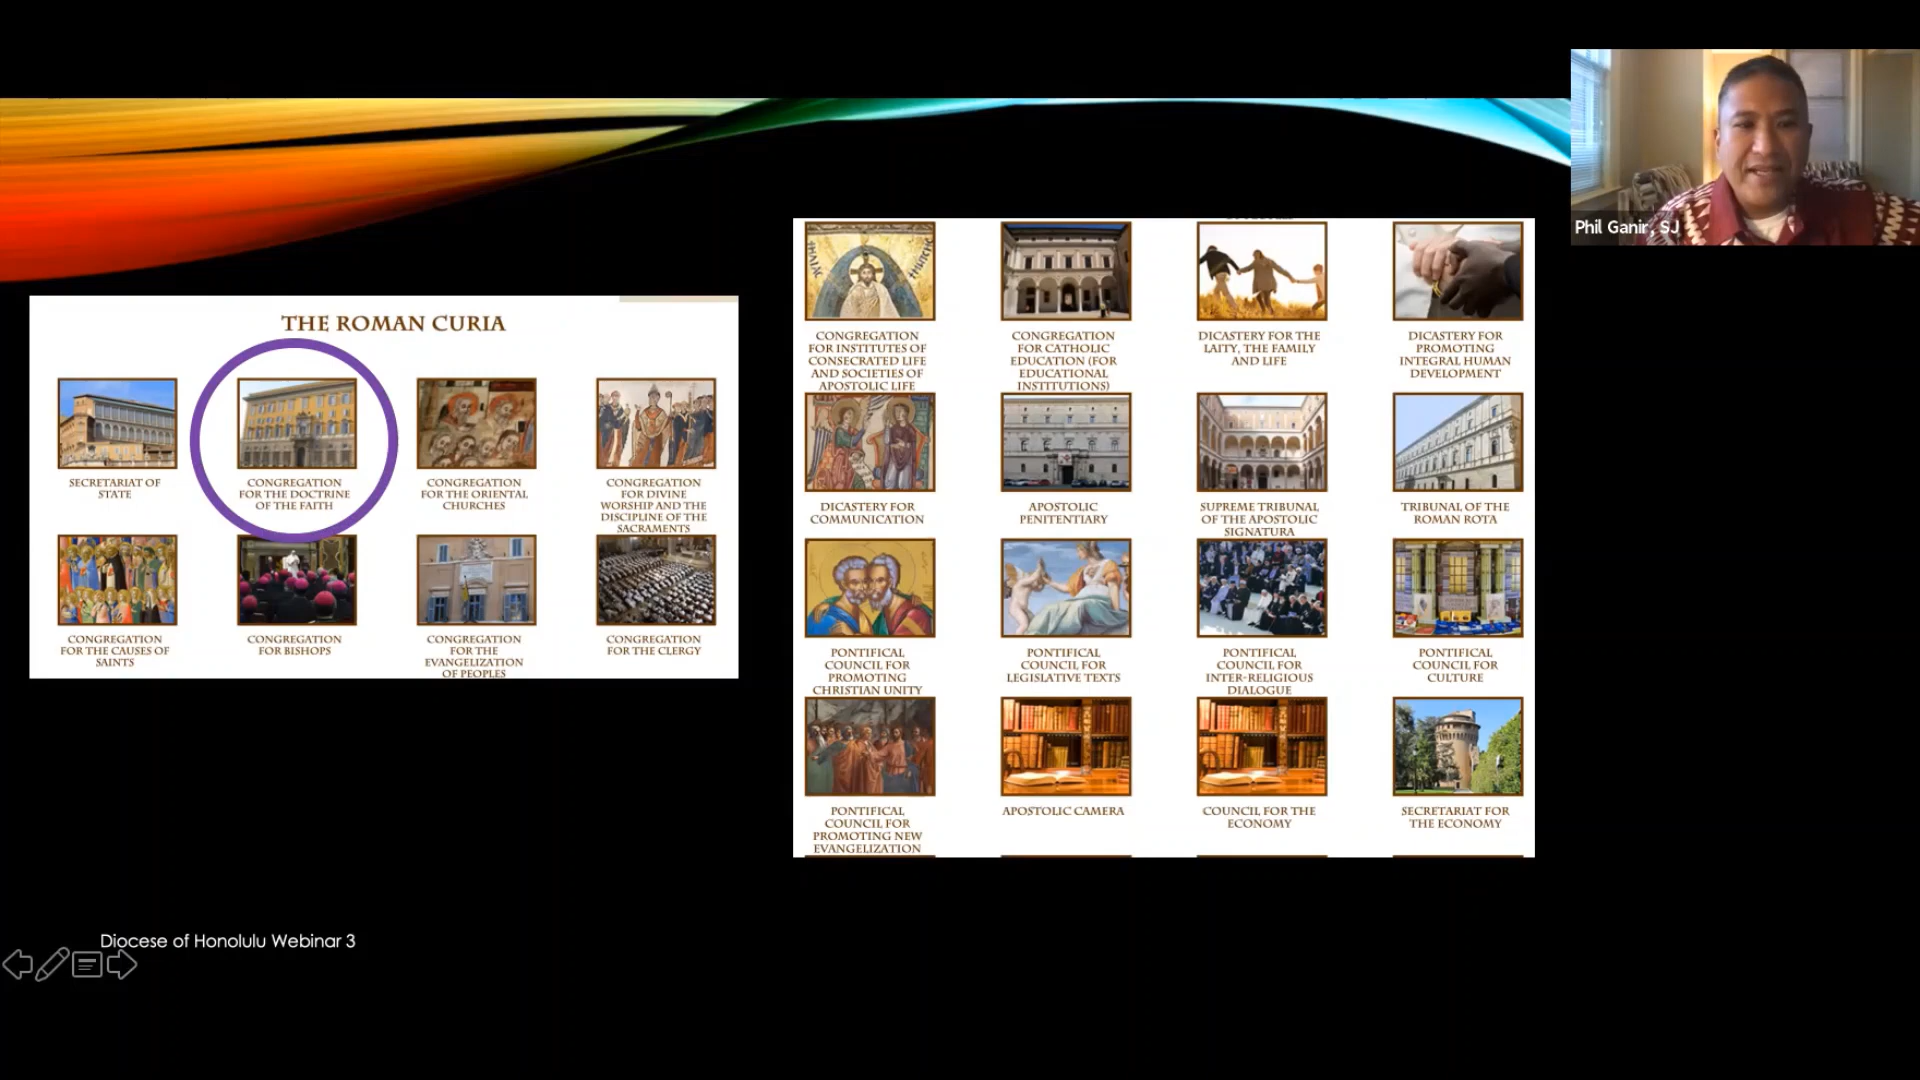 THE ROMAN CURIA
SECRETARIAT OF
STATE
CONGREGATION
FOR THE DOCTRINE
OF THE FAITH
CONGREGATION
FOR THE ORIENTAL
CHURCHES
CONGREGATION
FOR DIVINE
WORSHIP AND THE
DISCIPLINE OF THE
SACRAMENTS
CONGREGATION
FOR THE CAUSES OF
SAINTS
CONGREGATION
FOR BISHOPS
CONGREGATION
FOR THE
EVANGELIZATION
OF PEOPLES
CONGREGATION
FOR THE CLERGY
CONGREGATION
FOR INSTITUTES OF
CONSECRATED LIFE
AND SOCIETIES OF
APOSTOLIC LIFE
CONGREGATION
FOR CATHOLIC
EDUCATION (FOR
EDUCATIONAL
INSTITUTIONS)
DICASTERY FOR THE
LAITY, THE FAMILY
AND LIFE
DICASTERY FOR
PROMOTING
INTEGRAL HUMAN
DEVELOPMENT
DICASTERY FOR
COMMUNICATION
APOSTOLIC
PENITENTIARY
SUPREME TRIBUNAL
OF THE APOSTOLIC
SIGNATURA
TRIBUNAL OF THE
ROMAN ROTA
PONTIFICAL
COUNCIL FOR
PROMOTING
CHRISTIAN UNITY
PONTIFICAL
COUNCIL FOR
LEGISLATIVE TEXTS
PONTIFICAL
COUNCIL FOR
INTER-RELIGIOUS
DIALOGUE
PONTIFICAL
COUNCIL FOR
CULTURE
PONTIFICAL
COUNCIL FOR
PROMOTING NEW
EVANGELIZATION
APOSTOLIC CAMERA
COUNCIL FOR THE
ECONOMY
SECRETARIAT FOR
THE ECONOMY
Phil Ganir, SJ
Diocese of Honolulu Webinar 3